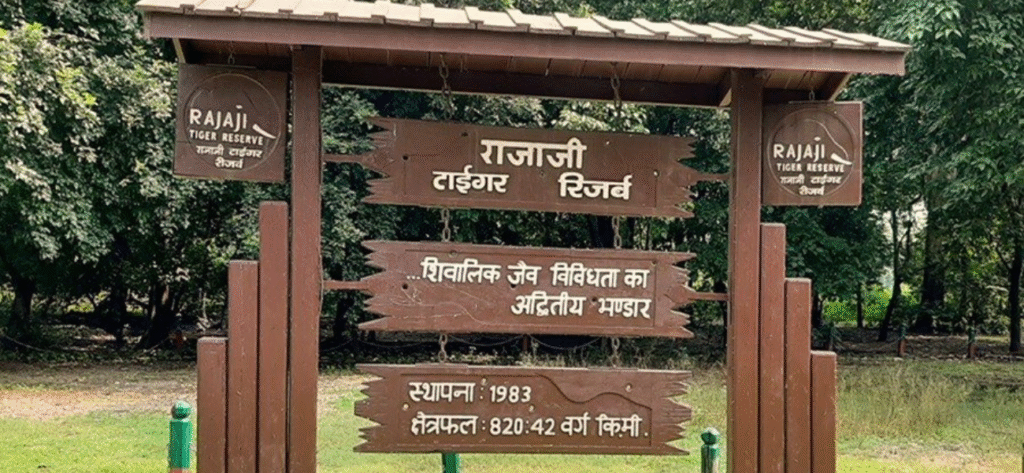 RAJAJI
TIGER RESERVE
राजाजी टाईगर
रीजर्व
राजाजी
टाईगर रिजर्व
...शिवालिक जैव विविधता का
अद्वितीय भण्डार
स्थापना : 1983
क्षेत्रफल : 820:42 वर्ग कि.मी.
RAJAJI
TIGER RESERVE
राजाजी टाईगर
रीजर्व